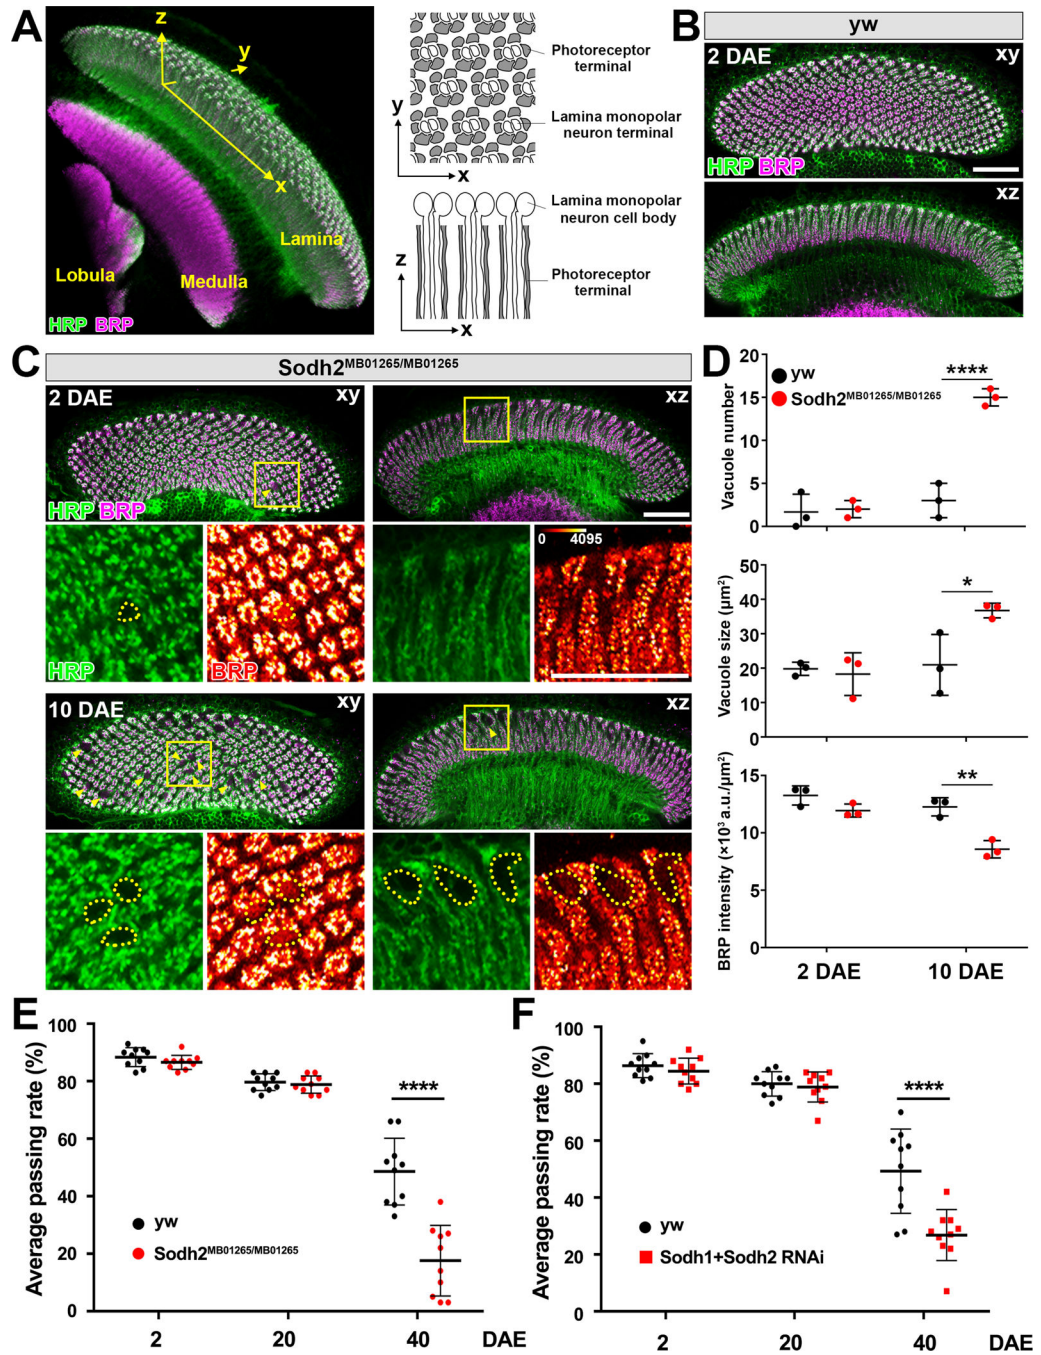 A
z
y
x
Lobula
Medulla
Lamina
HRP BRP
Photoreceptor
terminal
Lamina monopolar
neuron terminal
y
x
Lamina monopolar
neuron cell body
Photoreceptor
terminal
z
x
B
yw
2 DAE
xy
HRP BRP
xz
C
Sodh2MB01265/MB01265
2 DAE
xy
xz
HRP BRP
HRP
BRP
0 4095
10 DAE
xy
xz
D
yw
Sodh2MB01265/MB01265
****
Vacuole number
20
15
10
5
0
*
Vacuole size (μm²)
50
40
30
20
10
0
**
BRP intensity (×10³ a.u./μm²)
15
10
5
0
2 DAE
10 DAE
E
Average passing rate (%)
100
80
60
40
20
0
****
yw
Sodh2MB01265/MB01265
2 20 40 DAE
F
Average passing rate (%)
100
80
60
40
20
0
****
yw
Sodh1+Sodh2 RNAi
2 20 40 DAE